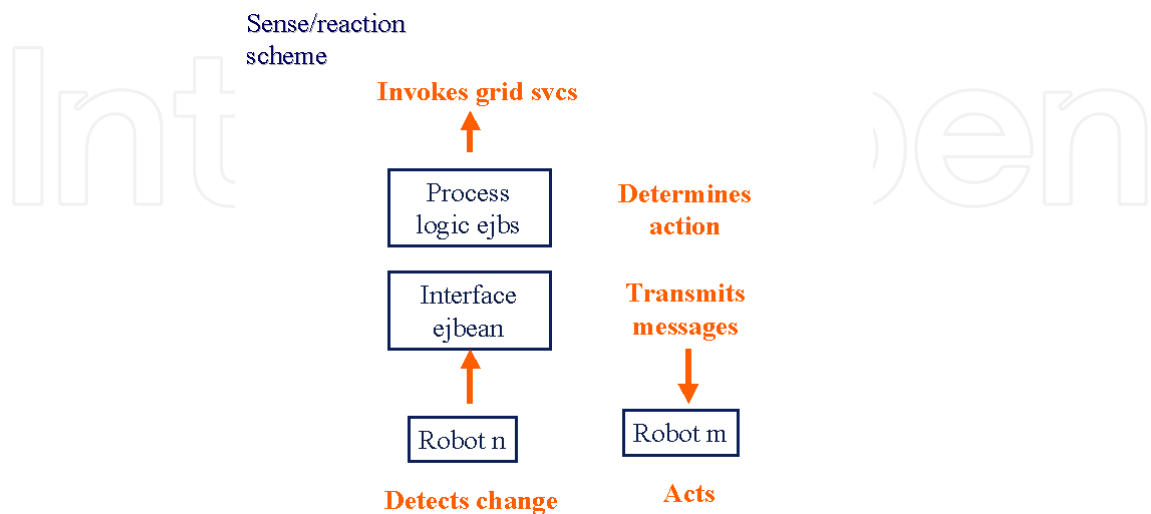 Sense/reaction
scheme
Invokes grid svcs
Process
logic ejbs
Determines
action
Interface
ejbean
Transmits
messages
Robot n
Robot m
Detects change
Acts